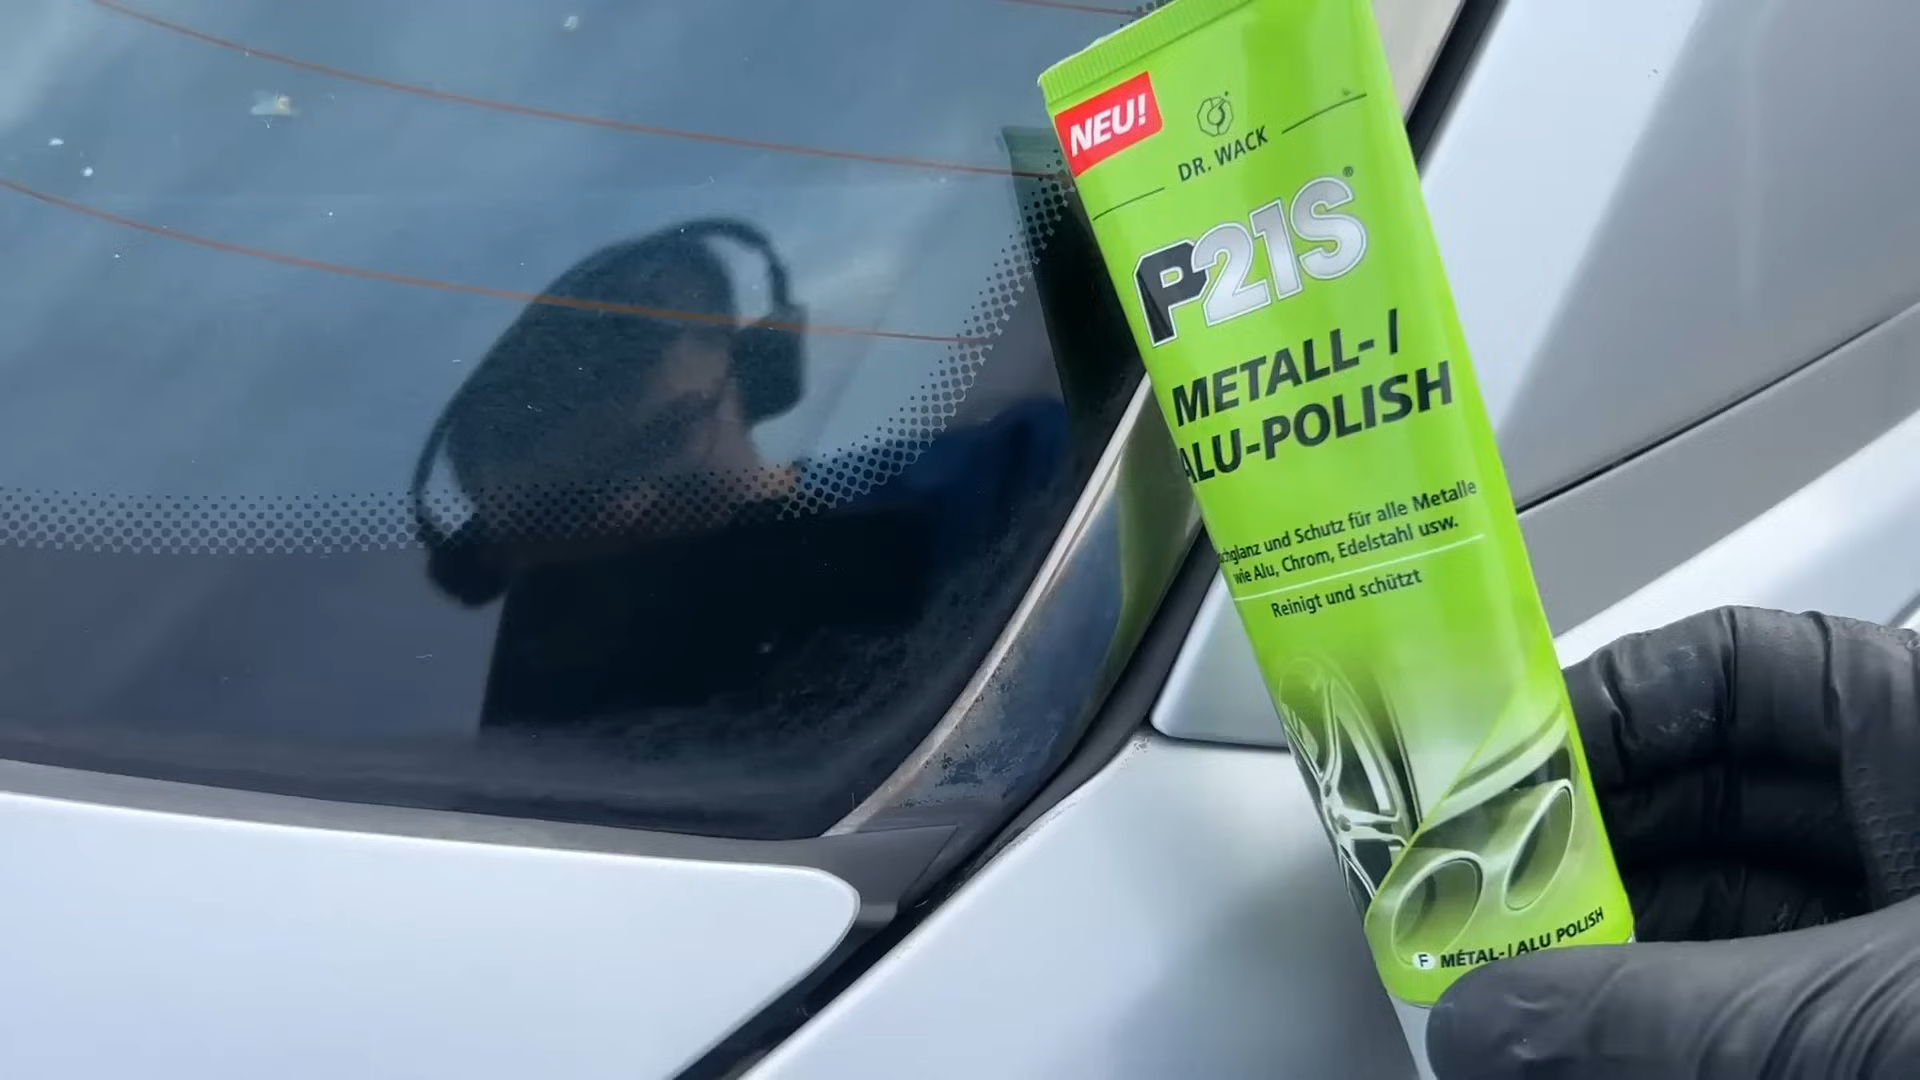 NEU!
DR. WACK
P21S®
METALL- /
ALU-POLISH
und Schutz für alle Metalle
wie Alu, Chrom, Edelstahl usw.
Reinigt und schützt
F MÉTAL- / ALU POLISH